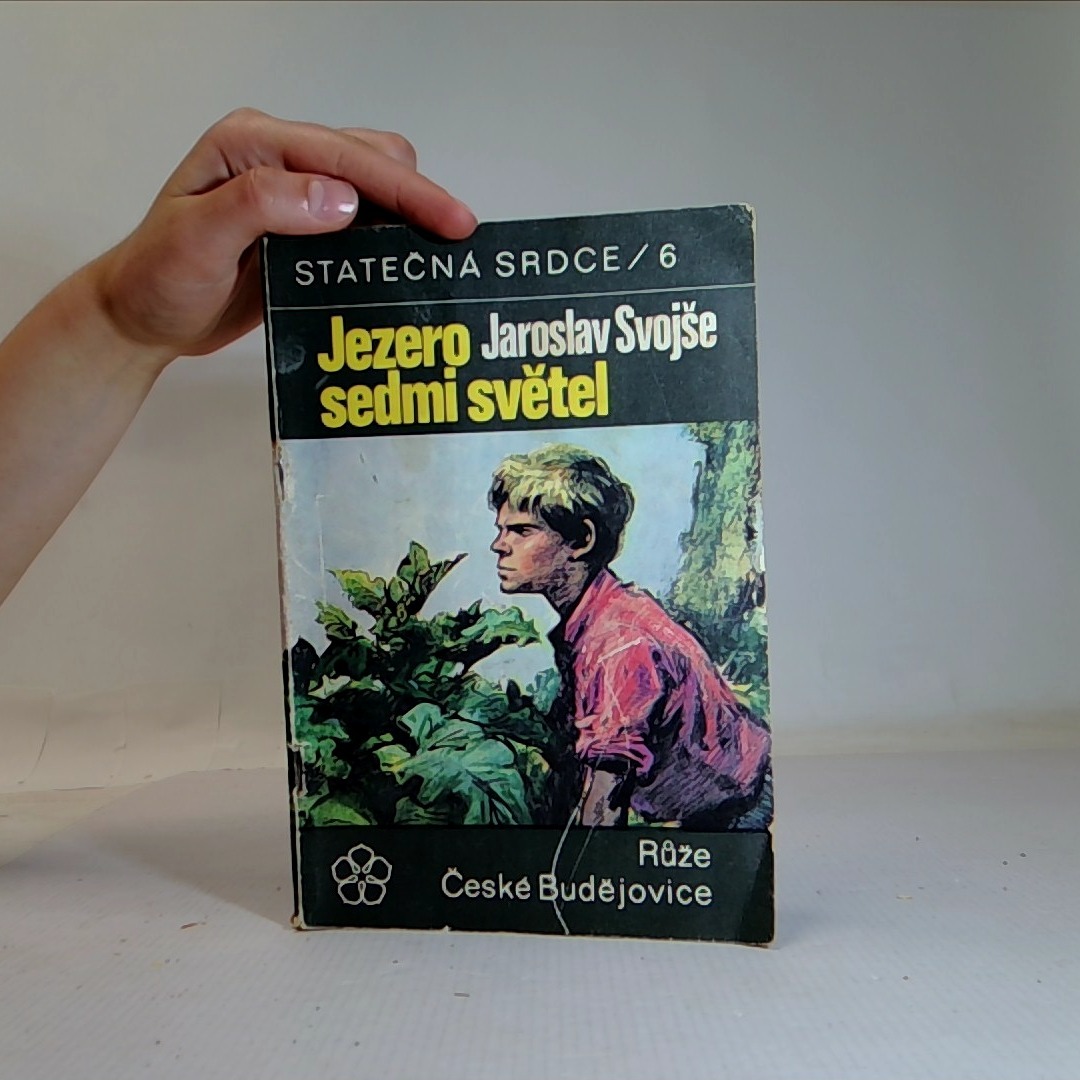 STATEČNÁ SRDCE / 6
Jezero Jaroslav Svojše
sedmi světel
Růže
České Budějovice